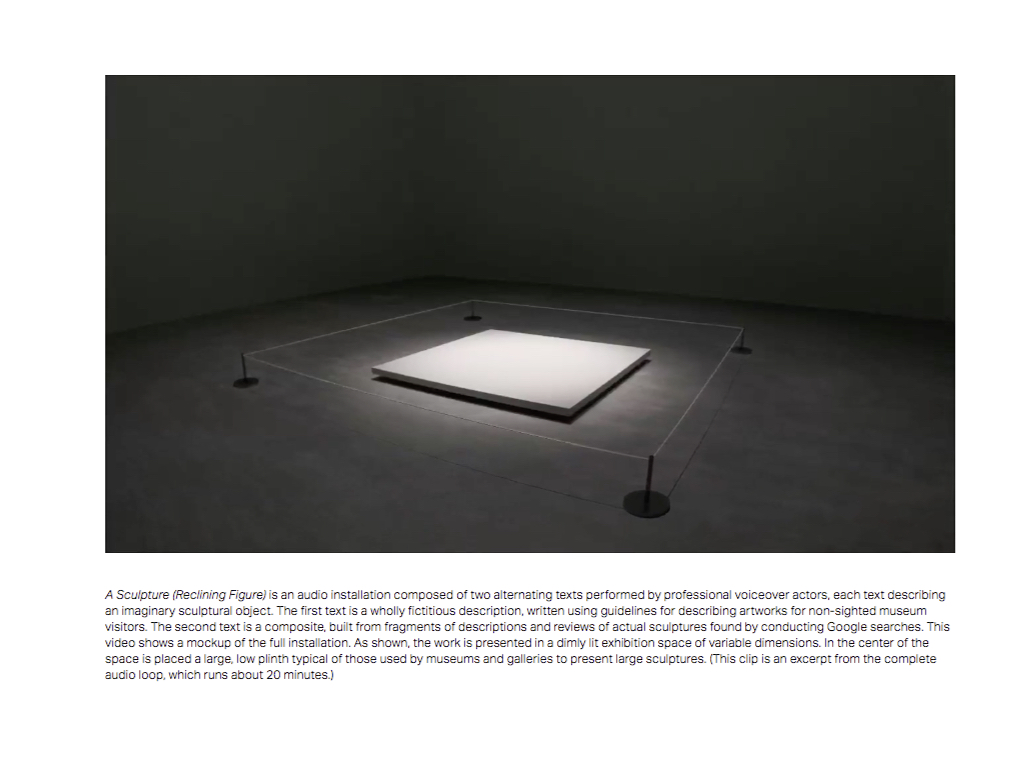 A Sculpture (Reclining Figure) is an audio installation composed of two alternating texts performed by professional voiceover actors, each text describing
an imaginary sculptural object. The first text is a wholly fictitious description, written using guidelines for describing artworks for non-sighted museum
visitors. The second text is a composite, built from fragments of descriptions and reviews of actual sculptures found by conducting Google searches. This
video shows a mockup of the full installation. As shown, the work is presented in a dimly lit exhibition space of variable dimensions. In the center of the
space is placed a large, low plinth typical of those used by museums and galleries to present large sculptures. (This clip is an excerpt from the complete
audio loop, which runs about 20 minutes.)